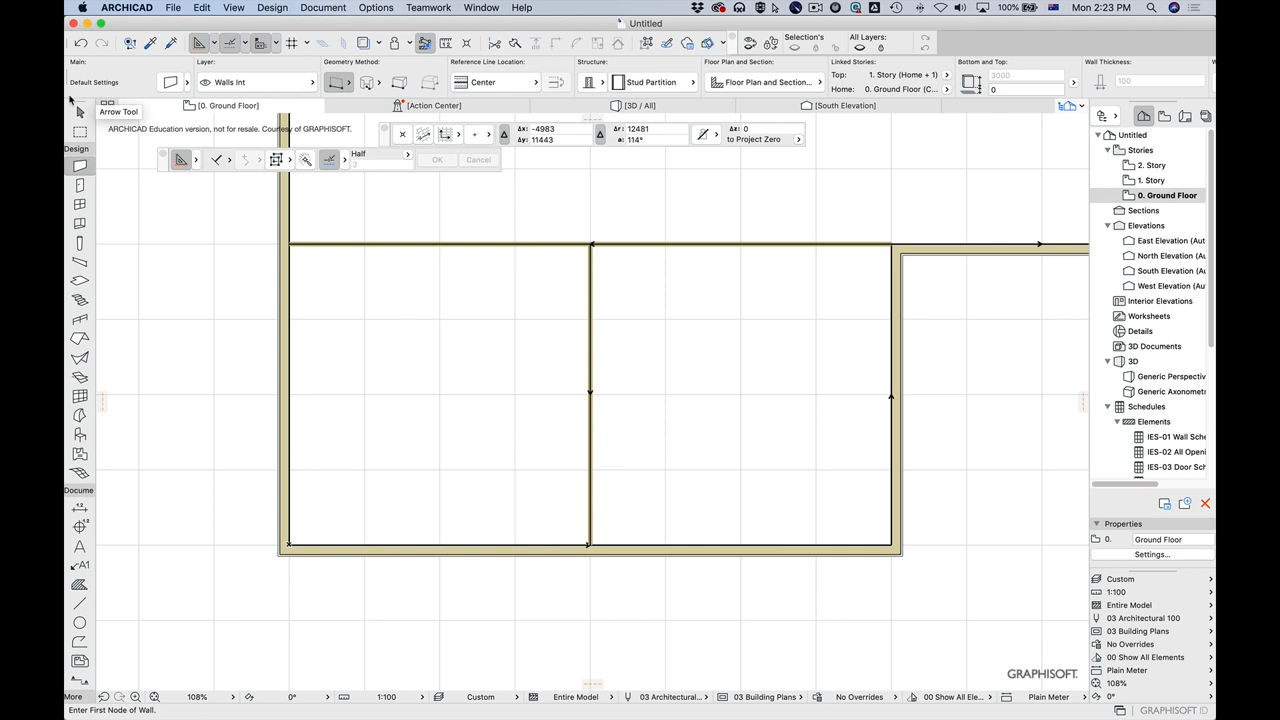 ARCHICAD File Edit View Design Document Options Teamwork Window Help 100% Mon 2:23 PM
Untitled
Selection's
All Layers:
Main:
Layer:
Geometry Method:
Reference Line Location:
Structure:
Floor Plan and Section:
Linked Stories:
Bottom and Top:
Wall Thickness:
Default Settings
Walls Int
Center
Stud Partition
Floor Plan and Section...
Top: 1. Story (Home + 1)
Home: 0. Ground Floor (C...
3000
0
100
[0. Ground Floor]
[Action Center]
[3D / All]
[South Elevation]
Arrow Tool
ARCHICAD Education version, not for resale. Courtesy of GRAPHISOFT.
Δx: -4983
Δy: 11443
Δr: 12481
a: 114°
Δz: 0
to Project Zero
Half
2
OK
Cancel
Design
Docume
A
A1
More
Untitled
Stories
2. Story
1. Story
0. Ground Floor
Sections
Elevations
East Elevation (Aut
North Elevation (Au
South Elevation (Au
West Elevation (Au
Interior Elevations
Worksheets
Details
3D Documents
3D
Generic Perspectiv
Generic Axonomet
Schedules
Elements
IES-01 Wall Sche
IES-02 All Openi
IES-03 Door Sch
Properties
0. Ground Floor
Settings...
Custom
1:100
Entire Model
03 Architectural 100
03 Building Plans
No Overrides
00 Show All Elements
Plain Meter
108%
0°
GRAPHISOFT.
108% 0° 1:100 Custom Entire Model 03 Architectural... 03 Building Plans No Overrides 00 Show All Ele... Plain Meter
Enter First Node of Wall.
GRAPHISOFT ID